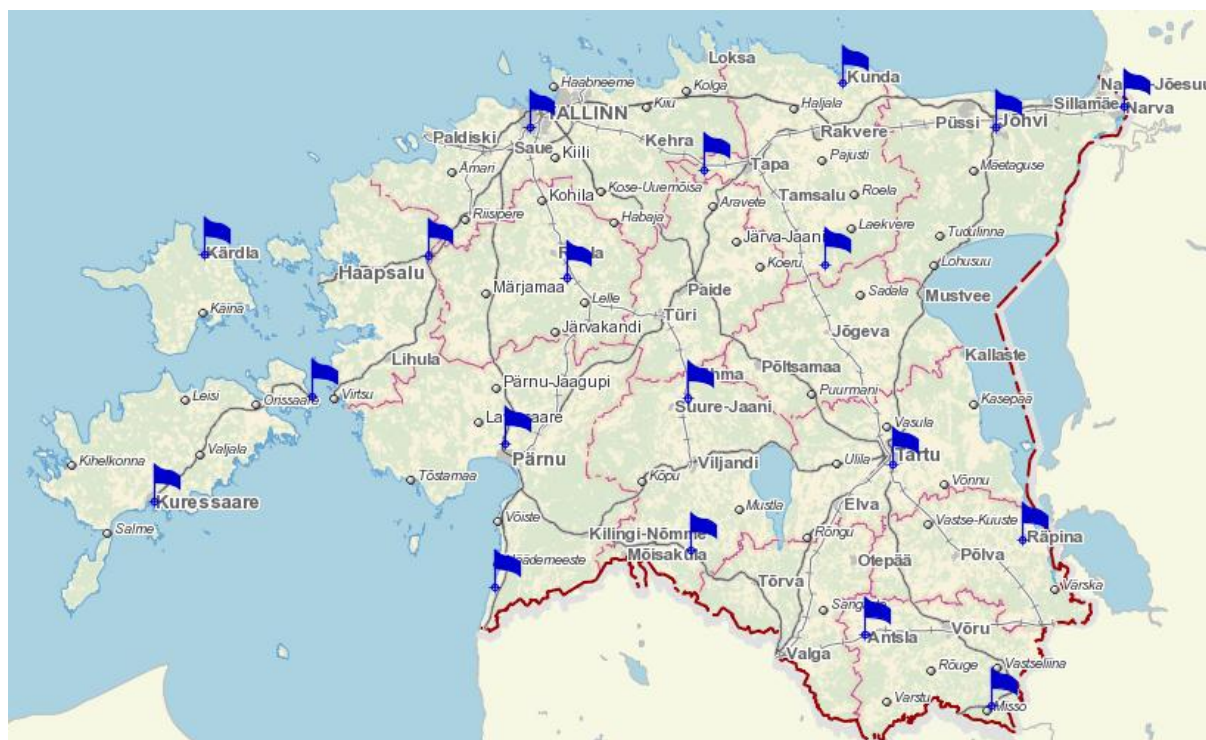 Loksa
Kunda
Haabneeme
Kolga
Na
Jõesuu
TALLINN
Kiiu
Haljala
Sillamäe
Narva
Paldiski
Saue
Kehra
Rakvere
Püssi
Jõhvi
Kiili
Tapa
Pajusti
Ämari
Mäetaguse
Kohila
Kose-Uuemõisa
Aravete
Tamsalu
Roela
Riisipere
Habaja
Laekvere
Tudulinna
Kärdla
Järva-Jaani
Haapsalu
Koeru
Lohusuu
Märjamaa
Lelle
Paide
Sadala
Mustvee
Käina
Türi
Järvakandi
Jõgeva
Lihula
Kallaste
Põltsamaa
Pärnu-Jaagupi
Puurmani
Leisi
Orissaare
Virtsu
Suure-Jaani
Kasepää
Vasula
Valjala
Pärnu
Tartu
Kihelkonna
Viljandi
Ulila
Tõstamaa
Kõpu
Võnnu
Kuressaare
Mustla
Elva
Salme
Võiste
Vastse-Kuuste
Kilingi-Nõmme
Rõngu
Räpina
Mõisaküla
Otepää
Põlva
Tõrva
Värska
Antsla
Võru
Valga
Rõuge
Vastseliina
Varstu
Misso